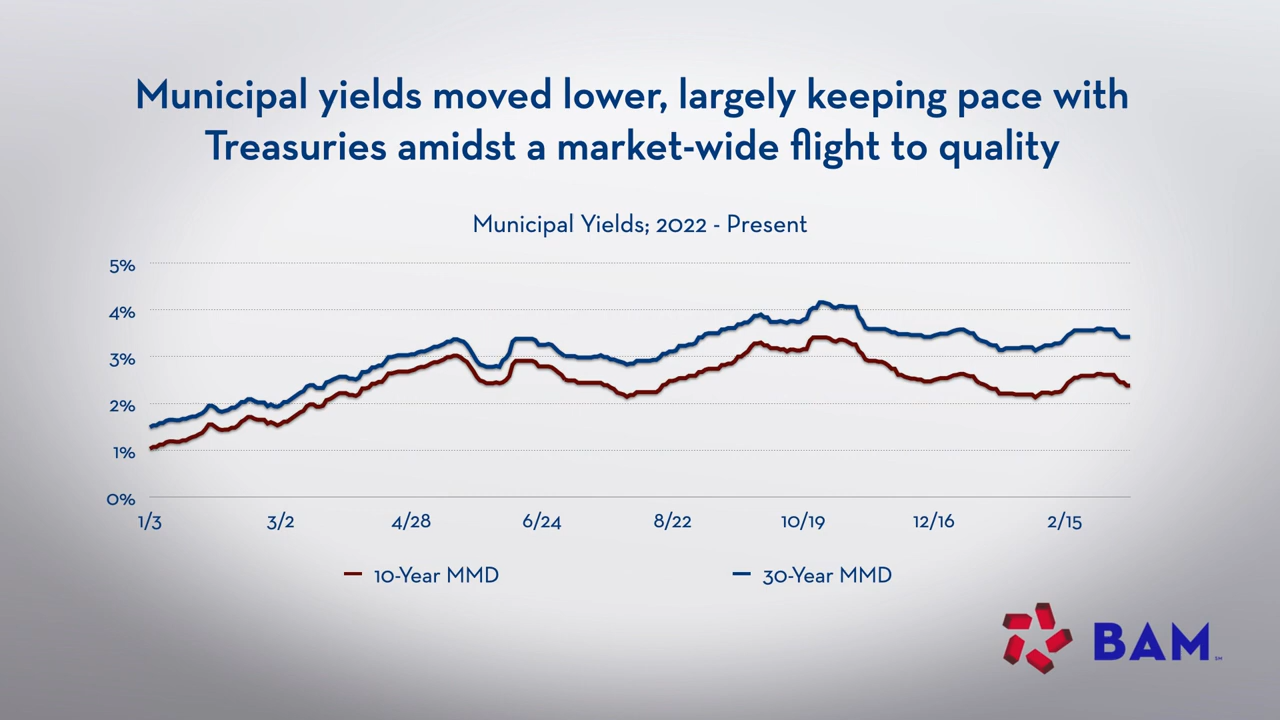 Municipal yields moved lower, largely keeping pace with
Treasuries amidst a market-wide flight to quality
Municipal Yields; 2022 - Present
5%
4%
3%
2%
1%
0%
1/3 3/2 4/28 6/24 8/22 10/19 12/16 2/15
10-Year MMD 30-Year MMD
BAM SM